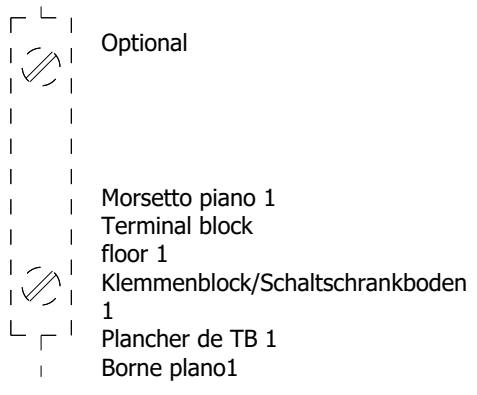 Optional
Morsetto piano 1
Terminal block
floor 1
Klemmenblock/Schaltschrankboden
1
Plancher de TB 1
Borne plano1